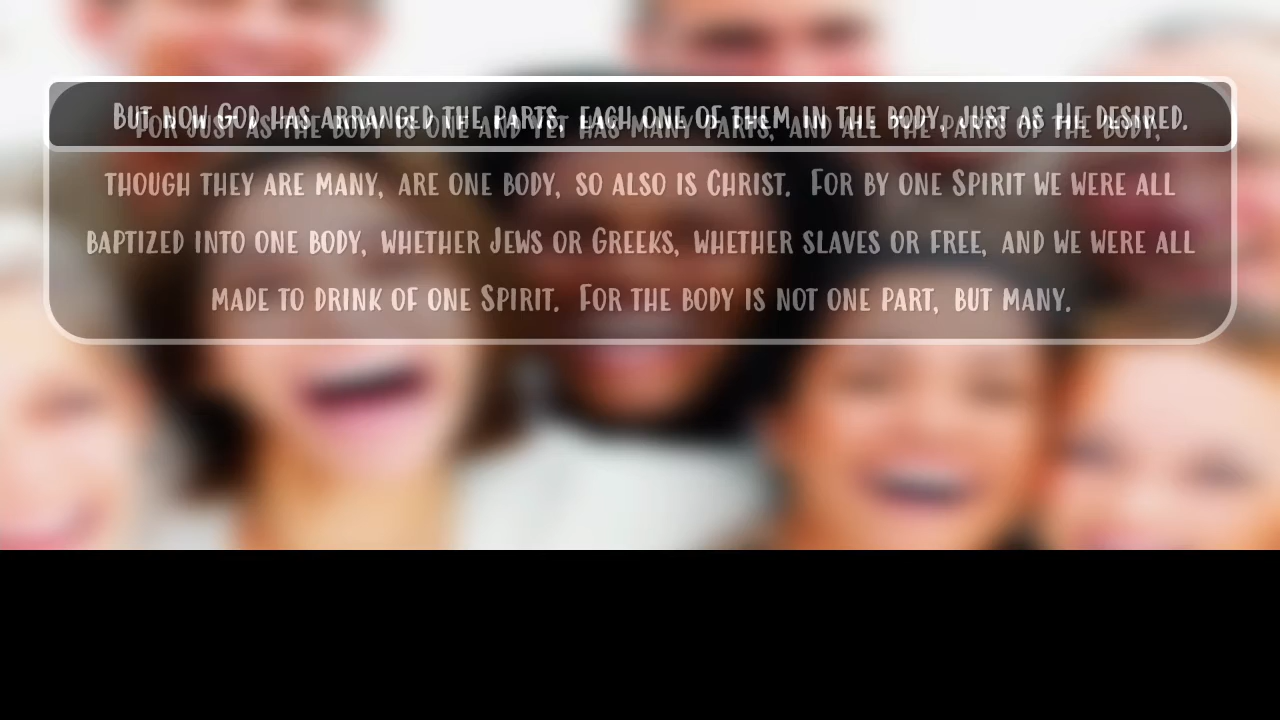 But now God has arranged the parts, each one of them in the body, just as He desired.
For just as the body is one and yet has many parts, and all the parts of the body,
though they are many, are one body, so also is Christ. For by one Spirit we were all
baptized into one body, whether Jews or Greeks, whether slaves or free, and we were all
made to drink of one Spirit. For the body is not one part, but many.